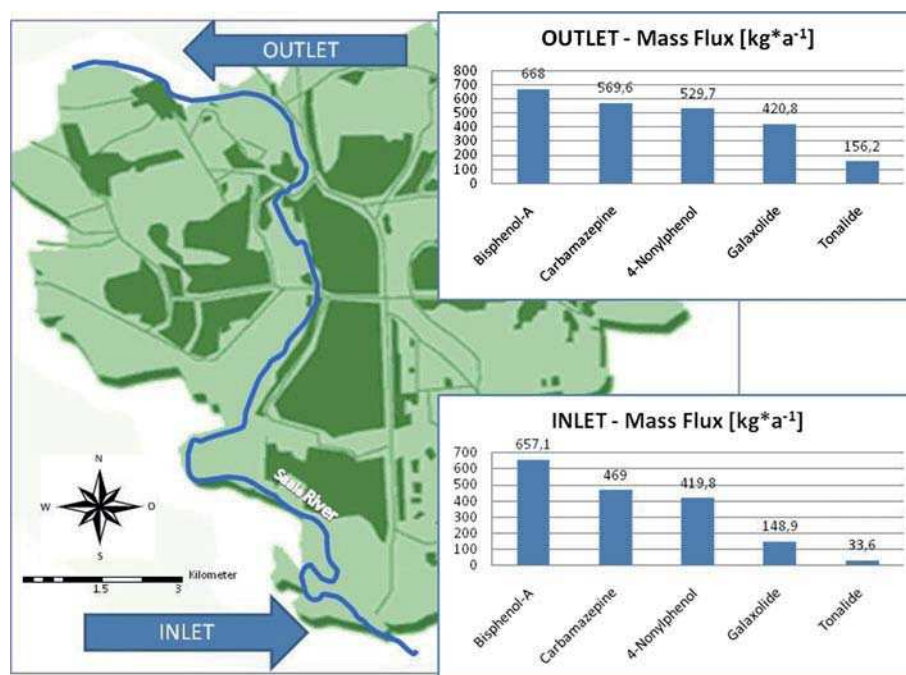 OUTLET
OUTLET - Mass Flux [kg*a⁻¹]
800
700
600
500
400
300
200
100
0
668
569,6
529,7
420,8
156,2
Bisphenol-A
Carbamazepine
4-Nonylphenol
Galaxolide
Tonalide
INLET - Mass Flux [kg*a⁻¹]
700
600
500
400
300
200
100
0
657,1
469
419,8
148,9
33,6
Bisphenol-A
Carbamazepine
4-Nonylphenol
Galaxolide
Tonalide
River
N
W
O
S
Kilometer
1.5
3
INLET